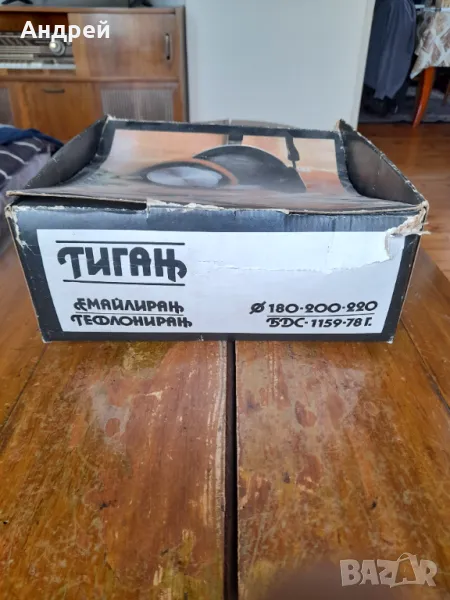 Андрей
ТИГАН
ЕМАЙЛИРАН
ТЕФЛОНИРАН
Ø 180·200·220
БДС·1159-78 Г.
BAZAR